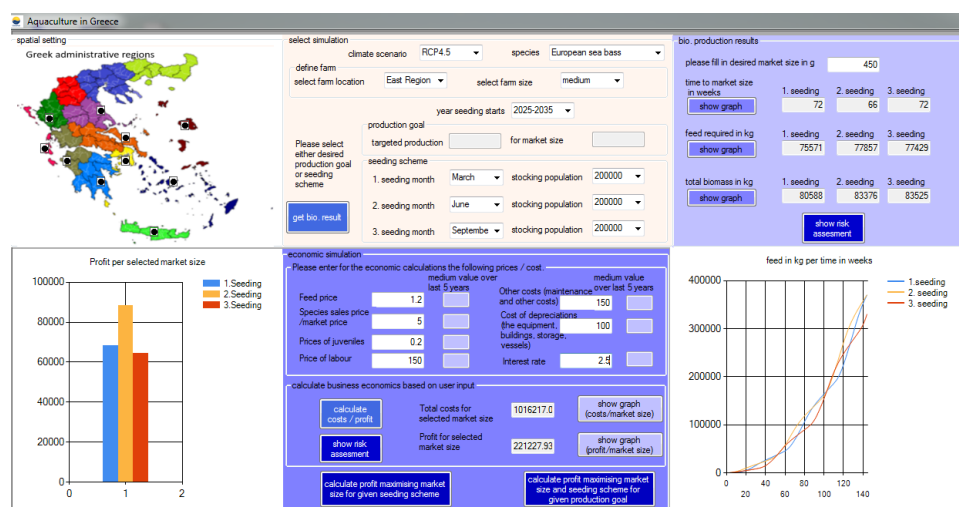 Aquaculture in Greece
spatial setting
Greek administrative regions
select simulation
climate scenario RCP4.5 species European sea bass
define farm
select farm location East Region select farm size medium
year seeding starts 2025-2035
Please select
either desired
production goal
or seeding
scheme
get bio. result
production goal
targeted production for market size
seeding scheme
1. seeding month March stocking population 200000
2. seeding month June stocking population 200000
3. seeding month Septembe stocking population 200000
bio. production results
please fill in desired market size in g 450
time to market size
in weeks 1. seeding 2. seeding 3. seeding
show graph 72 66 72
feed required in kg 1. seeding 2. seeding 3. seeding
show graph 75571 77857 77429
total biomass in kg 1. seeding 2. seeding 3. seeding
show graph 80588 83376 83525
show risk
assesment
Profit per selected market size
100000
80000
60000
40000
20000
0
0 1 2
1.Seeding
2.Seeding
3.Seeding
economic simulation
Please enter for the economic calculations the following prices / cost.
medium value over
last 5 years
Feed price 1.2
Species sales price
/market price 5
Prices of juveniles 0.2
Price of labour 150
medium value
over last 5 years
Other costs (maintenance
and other costs) 150
Cost of depreciations
(the equipment,
buildings, storage,
vessels) 100
Interest rate 2.5
calculate business economics based on user input
calculate
costs / profit
Total costs for
selected market size 1016217.0
show graph
(costs/market size)
show risk
assesment
Profit for selected
market size 221227.93
show graph
(profit/market size)
calculate profit maximising market
size for given seeding scheme
calculate profit maximising market
size and seeding scheme for
given production goal
feed in kg per time in weeks
400000
300000
200000
100000
0
0 20 40 60 80 100 120 140
1.seeding
2. seeding
3. seeding